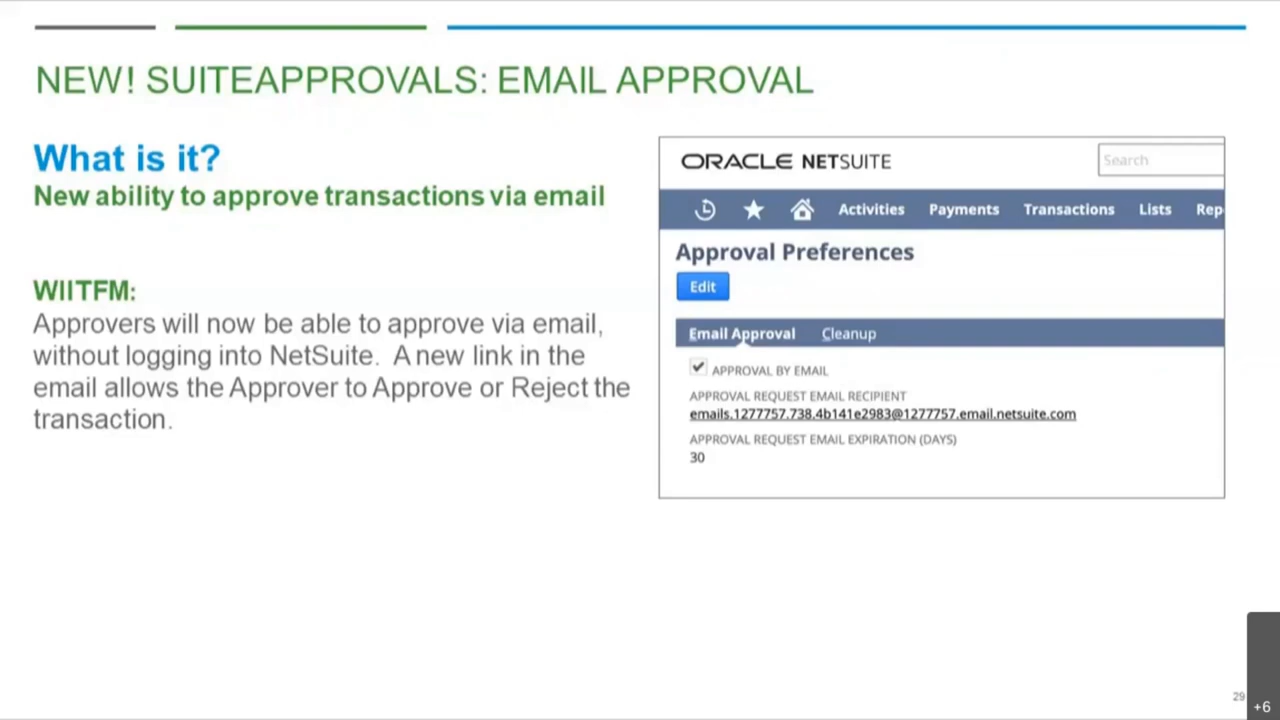 NEW! SUITEAPPROVALS: EMAIL APPROVAL
What is it?
New ability to approve transactions via email
WIITFM:
Approvers will now be able to approve via email,
without logging into NetSuite. A new link in the
email allows the Approver to Approve or Reject the
transaction.
ORACLE NETSUITE
Search
Activities Payments Transactions Lists Rep
Approval Preferences
Edit
Email Approval Cleanup
APPROVAL BY EMAIL
APPROVAL REQUEST EMAIL RECIPIENT
emails.1277757.738.4b141e2983@1277757.email.netsuite.com
APPROVAL REQUEST EMAIL EXPIRATION (DAYS)
30
29
+6